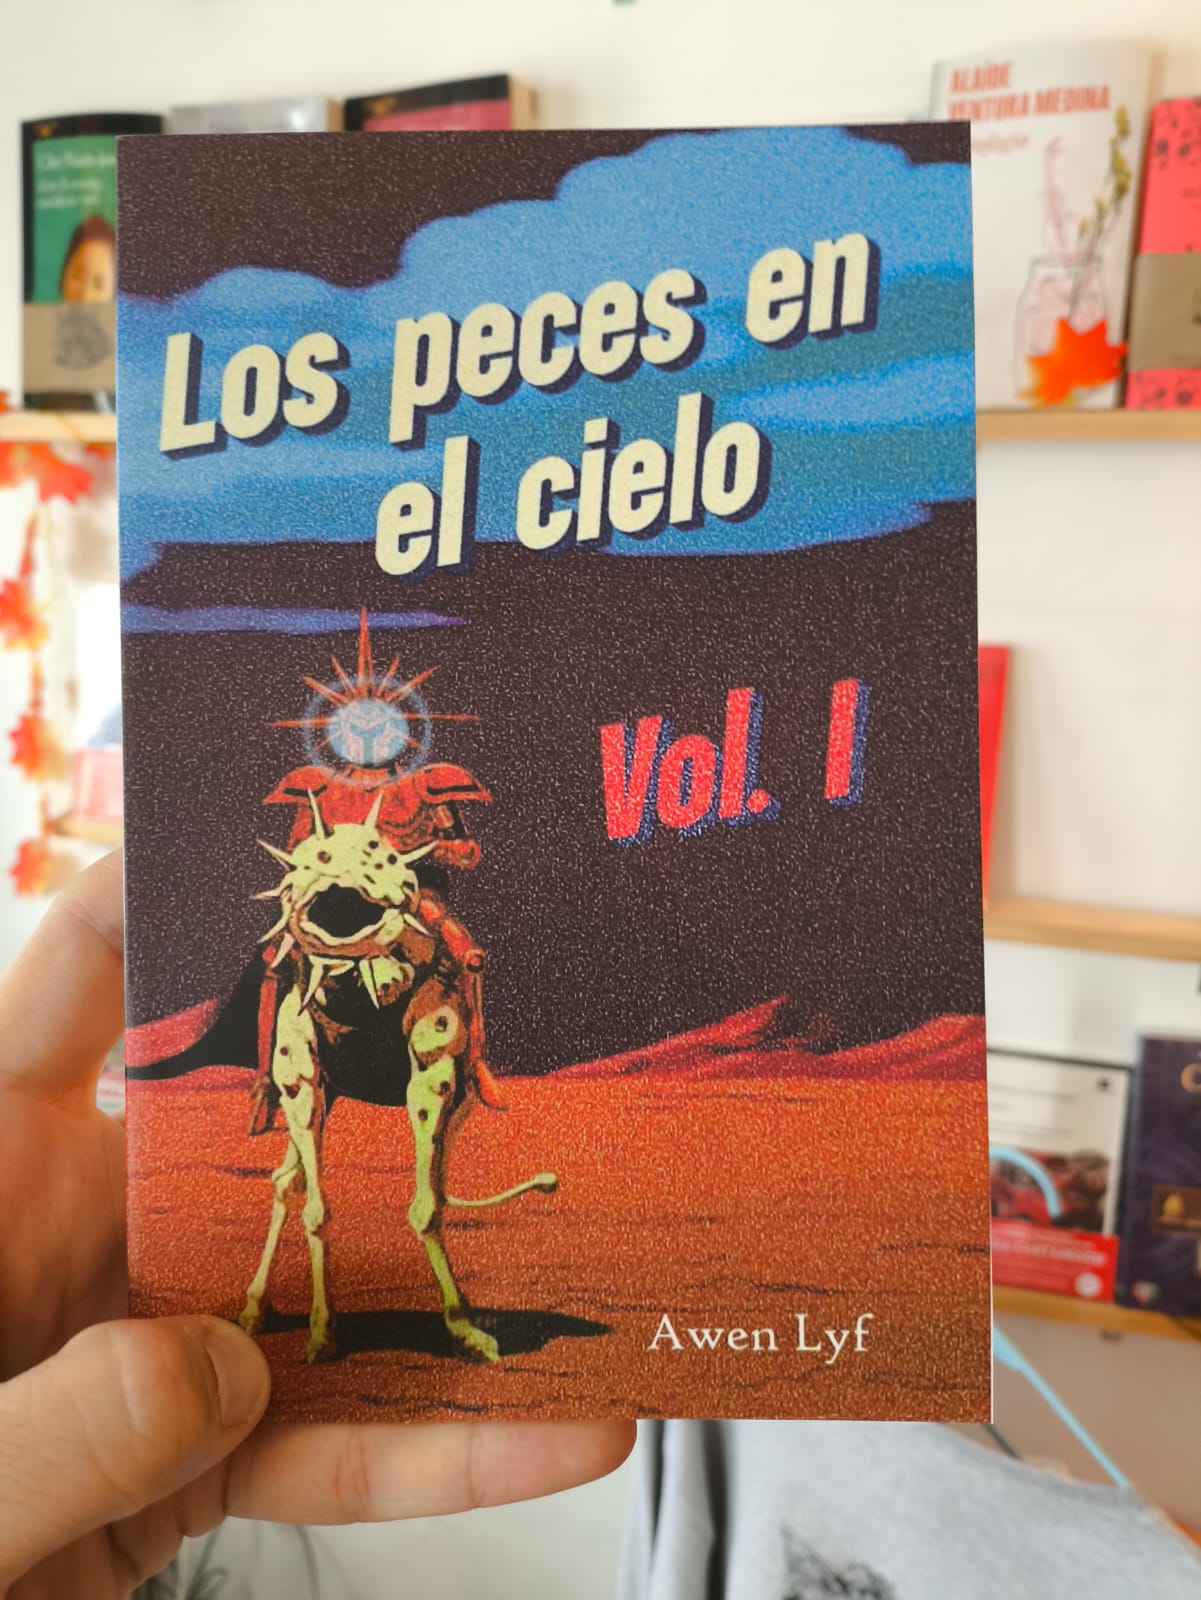 ALAÍDE
VENTURA MEDINA
Los peces en
el cielo
Vol. I
Awen Lyf